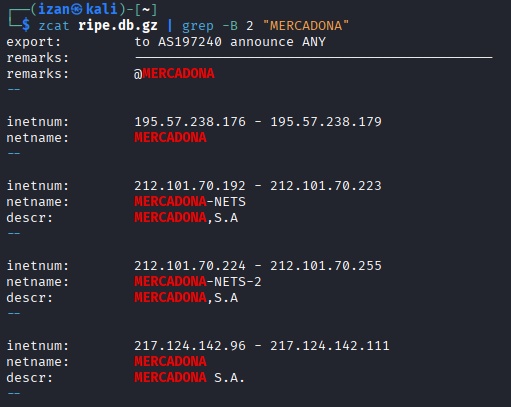 (izan㉿kali)-[~]
$ zcat ripe.db.gz | grep -B 2 "MERCADONA"
export: to AS197240 announce ANY
remarks: ---------------------------------------------
remarks: @MERCADONA
--
inetnum: 195.57.238.176 - 195.57.238.179
netname: MERCADONA
--
inetnum: 212.101.70.192 - 212.101.70.223
netname: MERCADONA-NETS
descr: MERCADONA,S.A
--
inetnum: 212.101.70.224 - 212.101.70.255
netname: MERCADONA-NETS-2
descr: MERCADONA,S.A
--
inetnum: 217.124.142.96 - 217.124.142.111
netname: MERCADONA
descr: MERCADONA S.A.
--